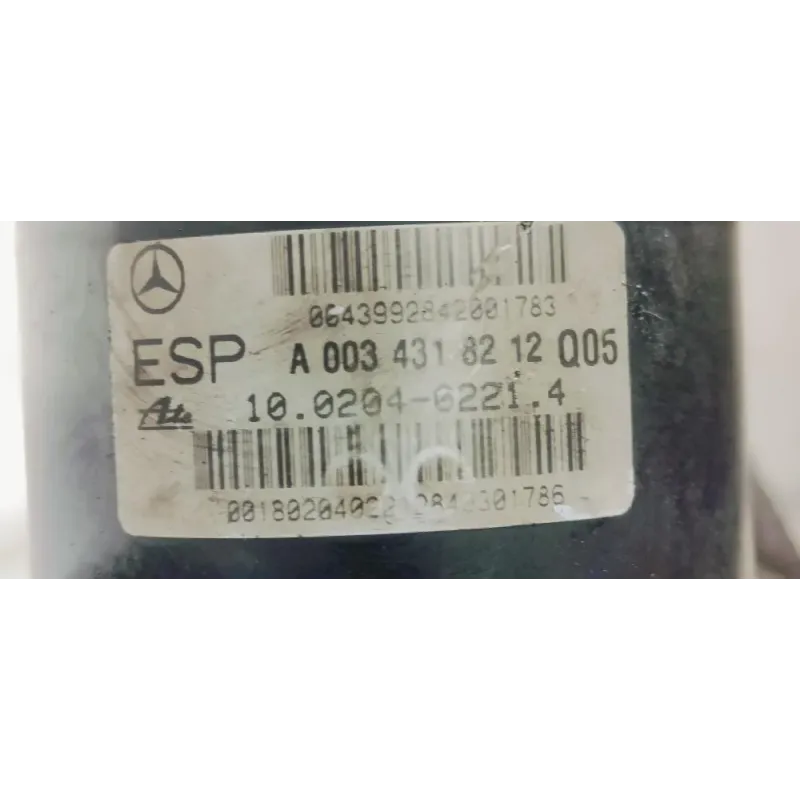 0643992842001783
ESP A 003 431 82 12 Q05
Ate 10.0204-0221.4